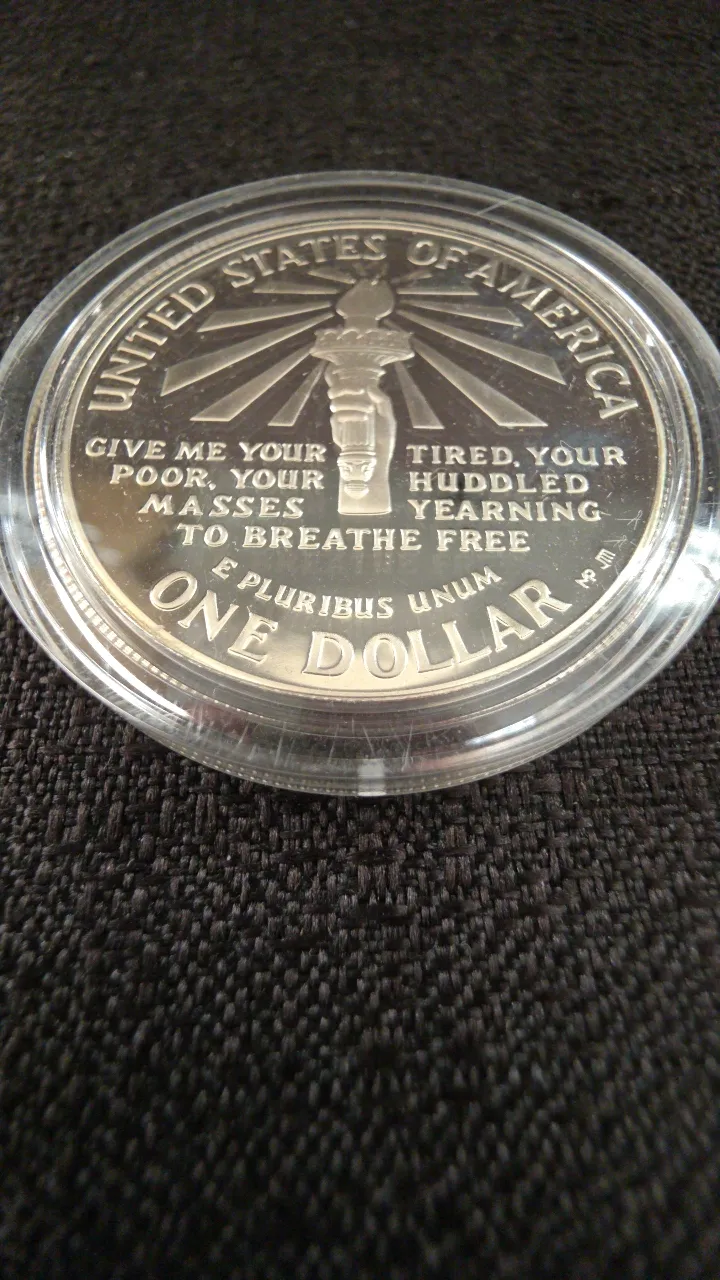 UNITED STATES OF AMERICA
GIVE ME YOUR TIRED, YOUR
POOR, YOUR HUDDLED
MASSES YEARNING
TO BREATHE FREE
E PLURIBUS UNUM
ONE DOLLAR